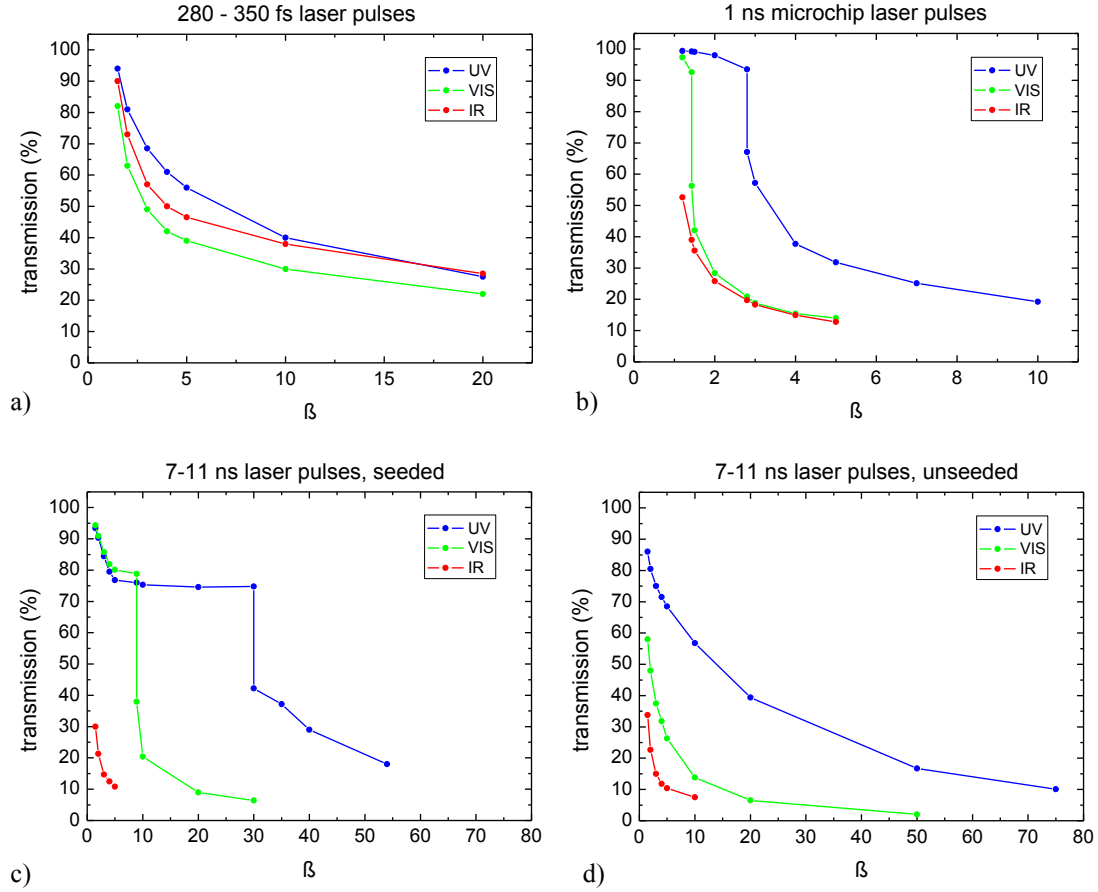 280 - 350 fs laser pulses
100
90
80
70
60
50
40
30
20
10
0
transmission (%)
UV
VIS
IR
0 5 10 15 20
ß
a)
1 ns microchip laser pulses
100
90
80
70
60
50
40
30
20
10
0
transmission (%)
UV
VIS
IR
0 2 4 6 8 10
ß
b)
7-11 ns laser pulses, seeded
100
90
80
70
60
50
40
30
20
10
0
transmission (%)
UV
VIS
IR
0 10 20 30 40 50 60 70 80
ß
c)
7-11 ns laser pulses, unseeded
100
90
80
70
60
50
40
30
20
10
0
transmission (%)
UV
VIS
IR
0 10 20 30 40 50 60 70 80
ß
d)